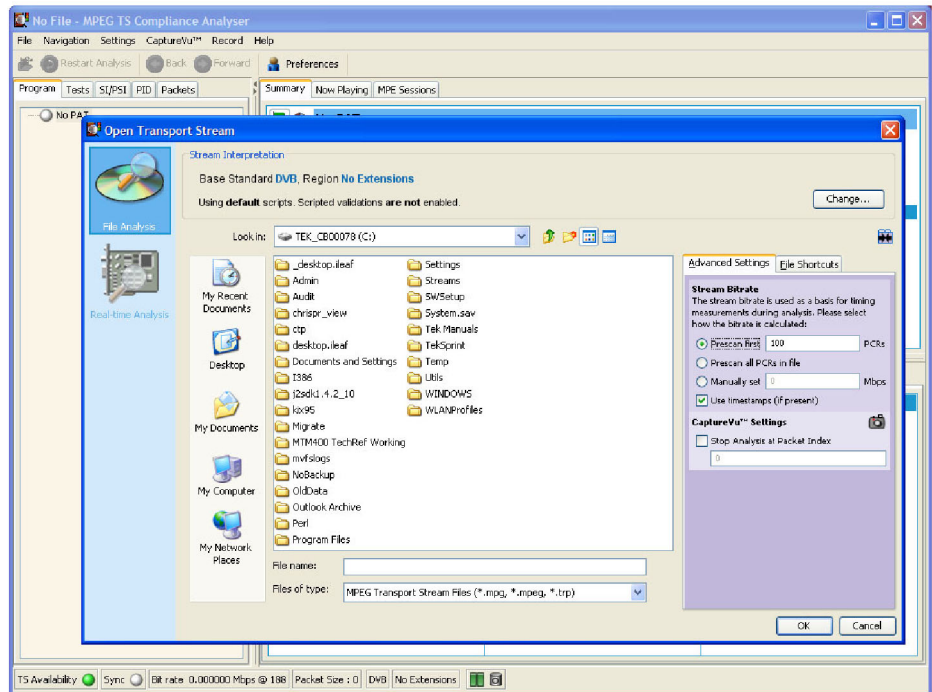 No File - MPEG TS Compliance Analyser
File Navigation Settings CaptureVu™ Record Help
Restart Analysis Back Forward Preferences
Program Tests SI/PSI PID Packets
Summary Now Playing MPE Sessions
No PAT
Open Transport Stream
File Analysis
Real-time Analysis
Stream Interpretation
Base Standard DVB, Region No Extensions
Using default scripts. Scripted validations are not enabled.
Change...
Look in: TEK_CB00078 (C:)
My Recent Documents
Desktop
My Documents
My Computer
My Network Places
_desktop.ileaf
Admin
Audit
chrispr_view
ctp
desktop.ileaf
Documents and Settings
I386
j2sdk1.4.2_10
kix95
Migrate
MTM400 TechRef Working
mvfslogs
NoBackup
OldData
Outlook Archive
Perl
Program Files
Settings
Streams
SWSetup
System.sav
Tek Manuals
TekSprint
Temp
Utils
WINDOWS
WLANProfiles
File name:
Files of type: MPEG Transport Stream Files (*.mpg, *.mpeg, *.trp)
Advanced Settings File Shortcuts
Stream Bitrate
The stream bitrate is used as a basis for timing
measurements during analysis. Please select
how the bitrate is calculated:
Prescan first 100 PCRs
Prescan all PCRs in file
Manually set 0 Mbps
Use timestamps (if present)
CaptureVu™ Settings
Stop Analysis at Packet Index
0
OK Cancel
TS Availability Sync Bit rate 0.000000 Mbps @ 188 Packet Size : 0 DVB No Extensions